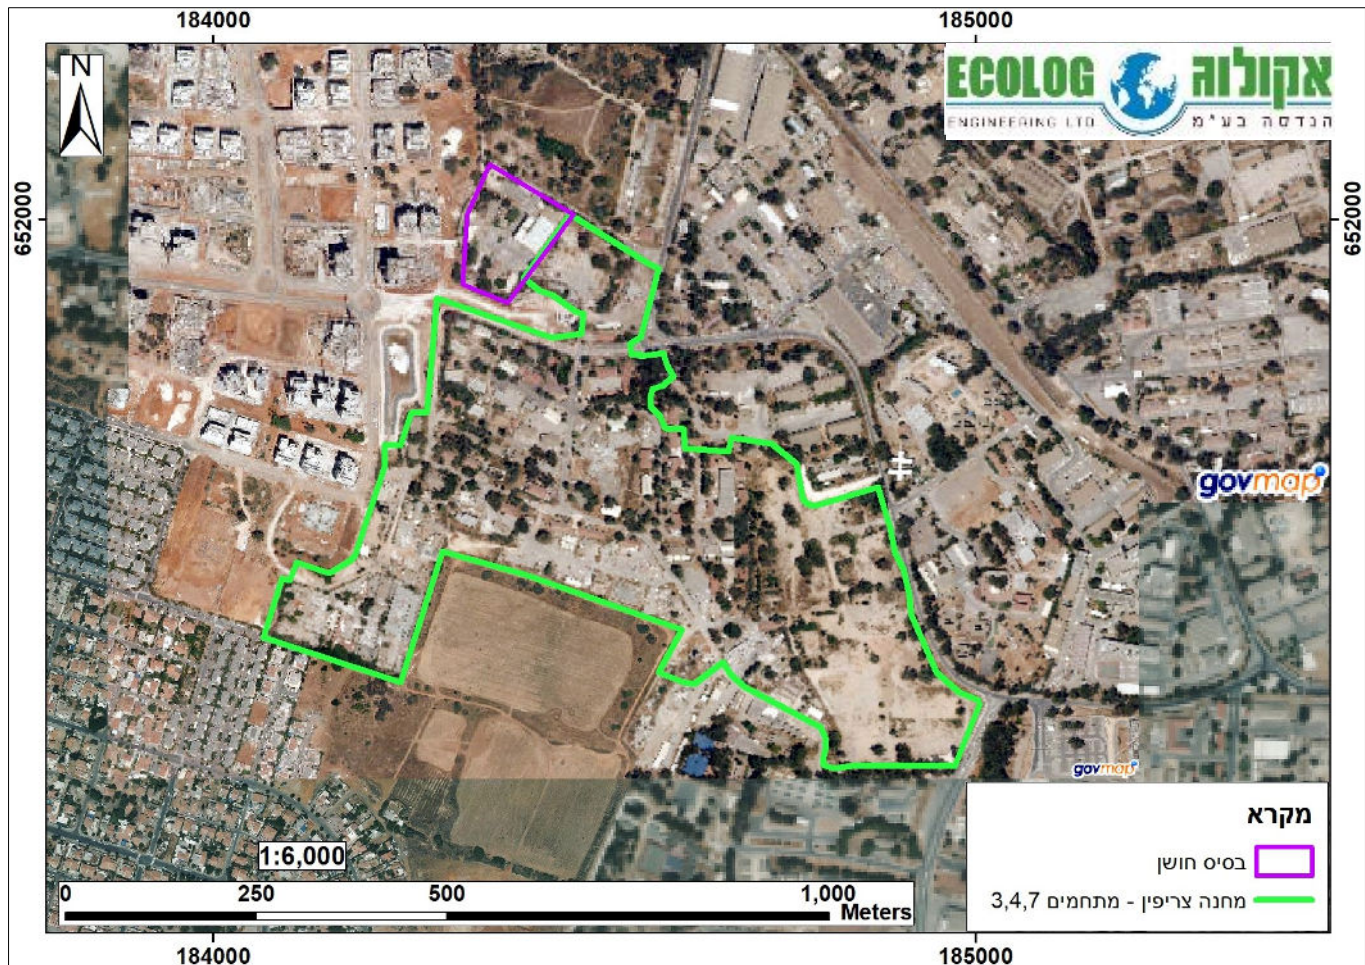 184000 185000
N
ECOLOG אקולוג
ENGINEERING LTD הנדסה בע"מ
652000 652000
govmap
govmap
מקרא
בסיס חושן
מחנה צריפין - מתחמים 3,4,7
1:6,000
0 250 500 1,000
Meters
184000 185000